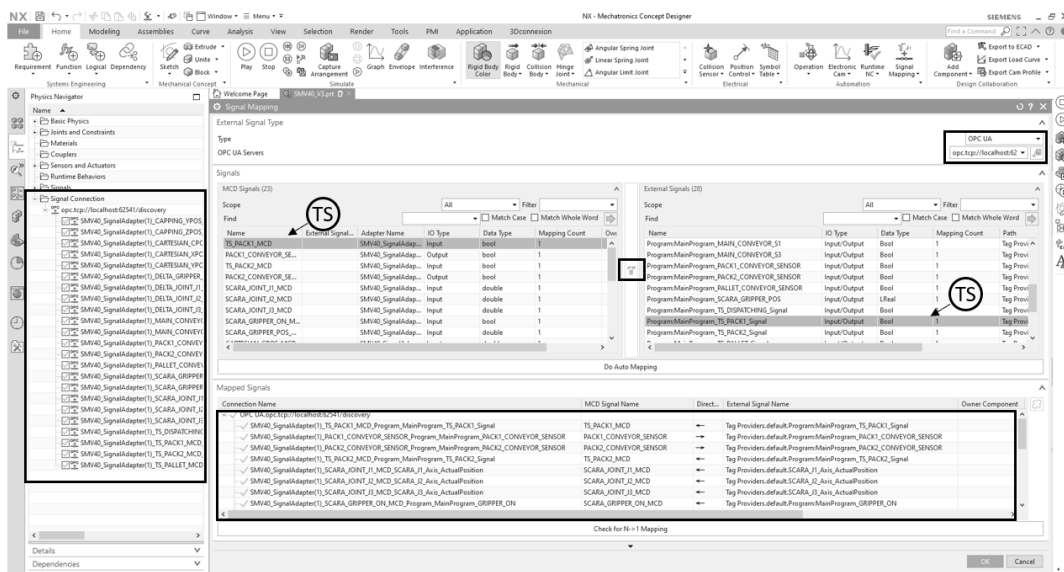 NX
Window
Menu
NX - Mechatronics Concept Designer
SIEMENS
File
Home
Modeling
Assemblies
Curve
Analysis
View
Selection
Render
Tools
PMI
Application
3Dconnexion
Find a Command
Requirement
Function
Logical
Dependency
Sketch
Extrude
Unite
Block
Play
Stop
Capture Arrangement
Graph
Envelope
Interference
Rigid Body Color
Rigid Body
Collision Body
Hinge Joint
Angular Spring Joint
Linear Spring Joint
Angular Limit Joint
Collision Sensor
Position Control
Symbol Table
Operation
Electronic Cam
Runtime NC
Signal Mapping
Add Component
Export to ECAD
Export Load Curve
Export Cam Profile
Systems Engineering
Mechanical Concept
Simulate
Mechanical
Electrical
Automation
Design Collaboration
Physics Navigator
Name
Basic Physics
Joints and Constraints
Materials
Couplers
Sensors and Actuators
Runtime Behaviors
Signals
Signal Connection
opc.tcp://localhost:62541/discovery
SMV40_SignalAdapter(1)_CAPPING_YPOS
SMV40_SignalAdapter(1)_CAPPING_ZPOS
SMV40_SignalAdapter(1)_CARTESIAN_CPC
SMV40_SignalAdapter(1)_CARTESIAN_XPC
SMV40_SignalAdapter(1)_CARTESIAN_YPC
SMV40_SignalAdapter(1)_DELTA_GRIPPER
SMV40_SignalAdapter(1)_DELTA_JOINT_J1
SMV40_SignalAdapter(1)_DELTA_JOINT_J2
SMV40_SignalAdapter(1)_DELTA_JOINT_J3
SMV40_SignalAdapter(1)_MAIN_CONVEYC
SMV40_SignalAdapter(1)_MAIN_CONVEYC
SMV40_SignalAdapter(1)_PACK1_CONVEY
SMV40_SignalAdapter(1)_PACK2_CONVEY
SMV40_SignalAdapter(1)_PALLET_CONVEY
SMV40_SignalAdapter(1)_SCARA_GRIPPER
SMV40_SignalAdapter(1)_SCARA_GRIPPER
SMV40_SignalAdapter(1)_SCARA_JOINT_J1
SMV40_SignalAdapter(1)_SCARA_JOINT_J2
SMV40_SignalAdapter(1)_SCARA_JOINT_J3
SMV40_SignalAdapter(1)_TS_DISPATCHING
SMV40_SignalAdapter(1)_TS_PACK1_MCD
SMV40_SignalAdapter(1)_TS_PACK2_MCD
SMV40_SignalAdapter(1)_TS_PALLET_MCD
Details
Dependencies
Welcome Page
SMV40_V3.prt
Signal Mapping
External Signal Type
Type
OPC UA
OPC UA Servers
opc.tcp://localhost:62
Signals
MCD Signals (23)
Scope
All
Filter
Find
Match Case
Match Whole Word
TS
Name External Signal... Adapter Name IO Type Data Type Mapping Count
TS_PACK1_MCD SMV40_SignalAdap... Input bool 1
PACK1_CONVEYOR_SE... SMV40_SignalAdap... Output bool 1
TS_PACK2_MCD SMV40_SignalAdap... Input bool 1
PACK2_CONVEYOR_SE... SMV40_SignalAdap... Output bool 1
SCARA_JOINT_J1_MCD SMV40_SignalAdap... Input double 1
SCARA_JOINT_J2_MCD SMV40_SignalAdap... Input double 1
SCARA_JOINT_J3_MCD SMV40_SignalAdap... Input double 1
SCARA_GRIPPER_ON_M... SMV40_SignalAdap... Input bool 1
SCARA_GRIPPER_POS_... SMV40_SignalAdap... Input double 1
External Signals (28)
Scope
All
Filter
Find
Match Case
Match Whole Word
Name IO Type Data Type Mapping Count Path
Program:MainProgram_MAIN_CONVEYOR_S1 Input/Output Bool 1 Tag Provi
Program:MainProgram_MAIN_CONVEYOR_S3 Input/Output Bool 1 Tag Provi
Program:MainProgram_PACK1_CONVEYOR_SENSOR Input/Output Bool 1 Tag Provi
Program:MainProgram_PACK2_CONVEYOR_SENSOR Input/Output Bool 1 Tag Provi
Program:MainProgram_PALLET_CONVEYOR_SENSOR Input/Output Bool 1 Tag Provi
Program:MainProgram_SCARA_GRIPPER_POS Input/Output LReal 1 Tag Provi
Program:MainProgram_TS_DISPATCHING_Signal Input/Output Bool 1 Tag Provi
Program:MainProgram_TS_PACK1_Signal Input/Output Bool 1 Tag Provi
Program:MainProgram_TS_PACK2_Signal Input/Output Bool 1 Tag Provi
TS
Do Auto Mapping
Mapped Signals
Connection Name MCD Signal Name Direct... External Signal Name Owner Component
OPC UA.opc.tcp://localhost:62541/discovery
SMV40_SignalAdapter(1)_TS_PACK1_MCD_Program_MainProgram_TS_PACK1_Signal TS_PACK1_MCD ← Tag Providers.default.Program:MainProgram_TS_PACK1_Signal
SMV40_SignalAdapter(1)_PACK1_CONVEYOR_SENSOR_Program_MainProgram_PACK1_CONVEYOR_SENSOR PACK1_CONVEYOR_SENSOR → Tag Providers.default.Program:MainProgram_PACK1_CONVEYOR_SENSOR
SMV40_SignalAdapter(1)_PACK2_CONVEYOR_SENSOR_Program_MainProgram_PACK2_CONVEYOR_SENSOR PACK2_CONVEYOR_SENSOR → Tag Providers.default.Program:MainProgram_PACK2_CONVEYOR_SENSOR
SMV40_SignalAdapter(1)_TS_PACK2_MCD_Program_MainProgram_TS_PACK2_Signal TS_PACK2_MCD ← Tag Providers.default.Program:MainProgram_TS_PACK2_Signal
SMV40_SignalAdapter(1)_SCARA_JOINT_J1_MCD_SCARA_J1_Axis_ActualPosition SCARA_JOINT_J1_MCD ← Tag Providers.default.SCARA_J1_Axis_ActualPosition
SMV40_SignalAdapter(1)_SCARA_JOINT_J2_MCD_SCARA_J2_Axis_ActualPosition SCARA_JOINT_J2_MCD ← Tag Providers.default.SCARA_J2_Axis_ActualPosition
SMV40_SignalAdapter(1)_SCARA_JOINT_J3_MCD_SCARA_J3_Axis_ActualPosition SCARA_JOINT_J3_MCD ← Tag Providers.default.SCARA_J3_Axis_ActualPosition
SMV40_SignalAdapter(1)_SCARA_GRIPPER_ON_MCD_Program_MainProgram_GRIPPER_ON SCARA_GRIPPER_ON_MCD ← Tag Providers.default.Program:MainProgram_GRIPPER_ON
Check for N->1 Mapping
OK
Cancel